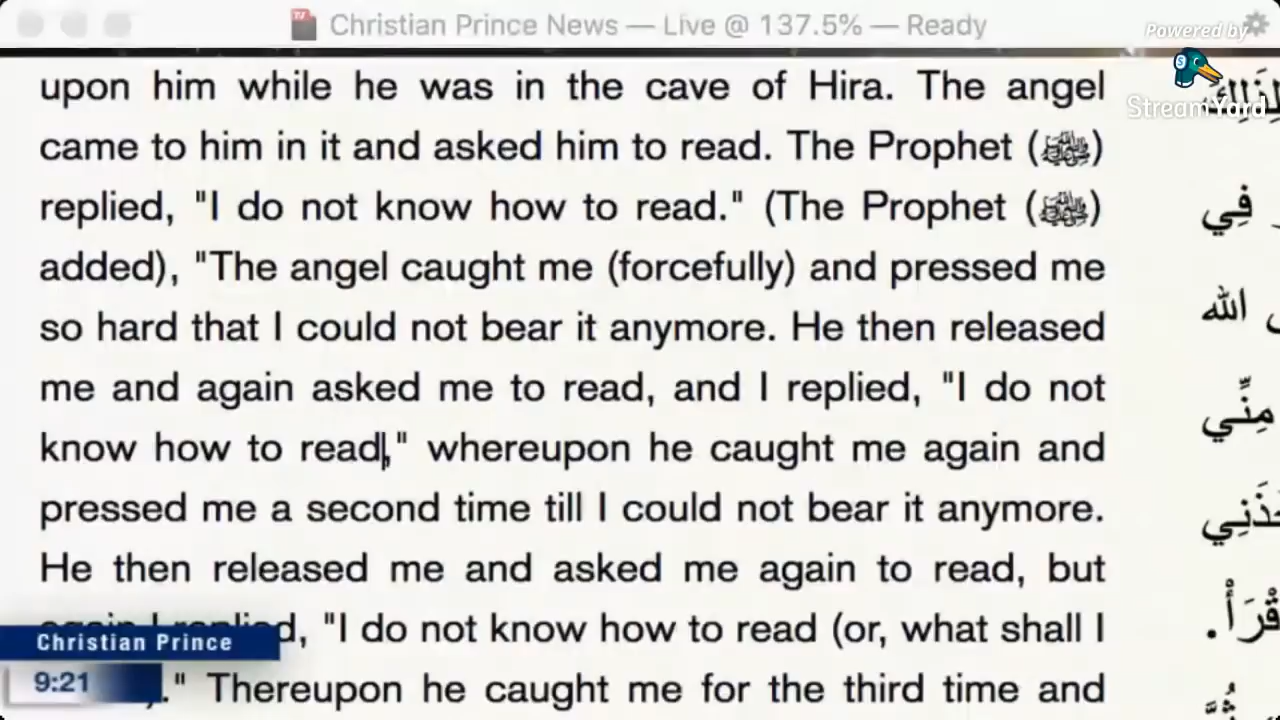 Christian Prince News — Live @ 137.5% — Ready
Powered by
StreamYard
upon him while he was in the cave of Hira. The angel
came to him in it and asked him to read. The Prophet (ﷺ)
replied, "I do not know how to read." (The Prophet (ﷺ)
added), "The angel caught me (forcefully) and pressed me
so hard that I could not bear it anymore. He then released
me and again asked me to read, and I replied, "I do not
know how to read," whereupon he caught me again and
pressed me a second time till I could not bear it anymore.
He then released me and asked me again to read, but
again I replied, "I do not know how to read (or, what shall I
." Thereupon he caught me for the third time and
فِي
الله
مِنِّي
Christian Prince
9:21